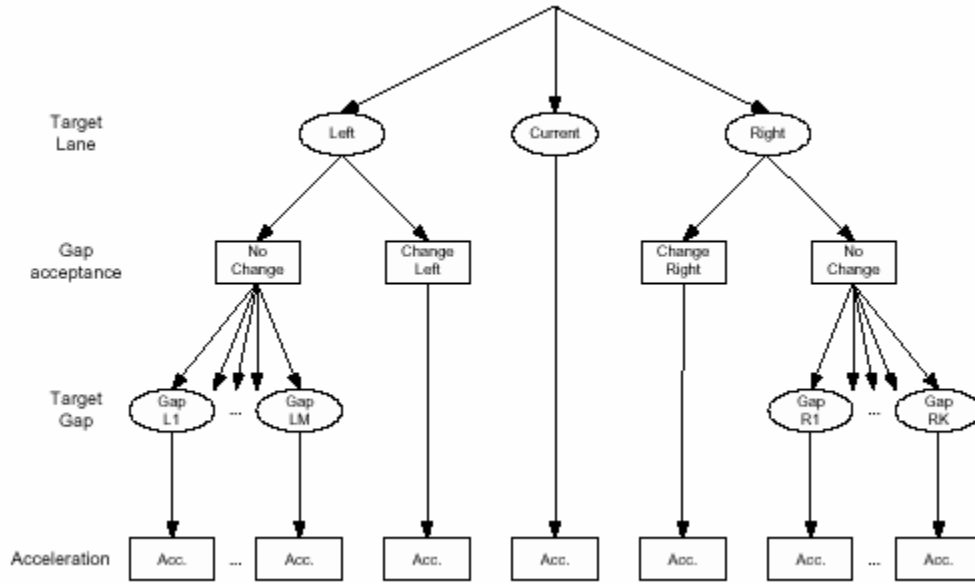 Target
Lane
Left
Current
Right
Gap
acceptance
No
Change
Change
Left
Change
Right
No
Change
Target
Gap
Gap
L1
...
Gap
LM
Gap
R1
...
Gap
RK
Acceleration
Acc.
...
Acc.
Acc.
Acc.
Acc.
Acc.
...
Acc.